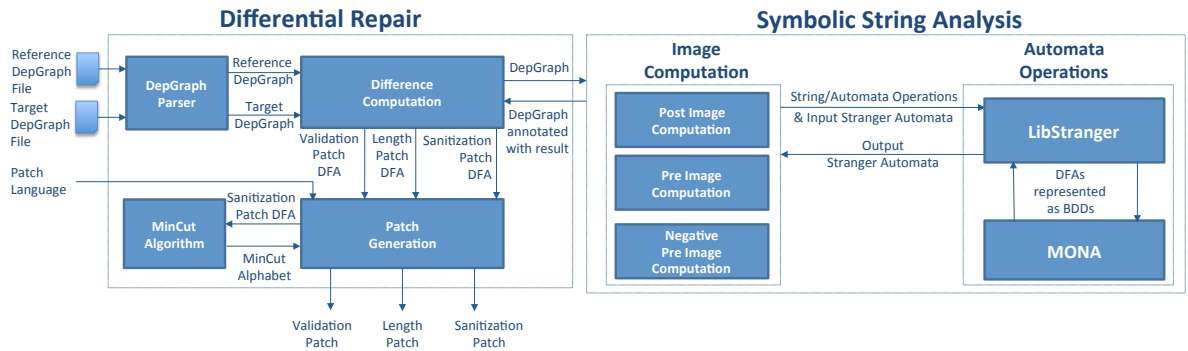 Differential Repair
Symbolic String Analysis
Reference
DepGraph
File
Target
DepGraph
File
Patch
Language
DepGraph
Parser
Reference
DepGraph
Target
DepGraph
Difference
Computation
DepGraph
DepGraph
annotated
with result
Validation
Patch
DFA
Length
Patch
DFA
Sanitization
Patch
DFA
MinCut
Algorithm
Sanitization
Patch DFA
MinCut
Alphabet
Patch
Generation
Validation
Patch
Length
Patch
Sanitization
Patch
Image
Computation
Post Image
Computation
Pre Image
Computation
Negative
Pre Image
Computation
String/Automata Operations
& Input Stranger Automata
Output
Stranger Automata
Automata
Operations
LibStranger
DFAs
represented
as BDDs
MONA